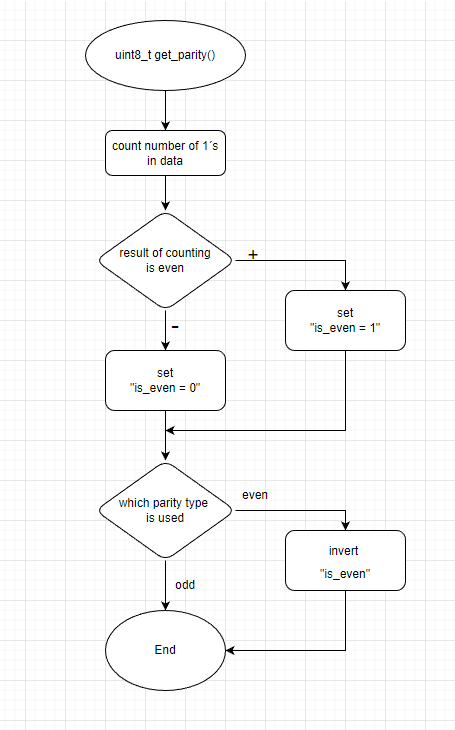 uint8_t get_parity()
count number of 1´s
in data
result of counting
is even
+
set
"is_even = 1"
-
set
"is_even = 0"
which parity type
is used
even
invert
"is_even"
odd
End